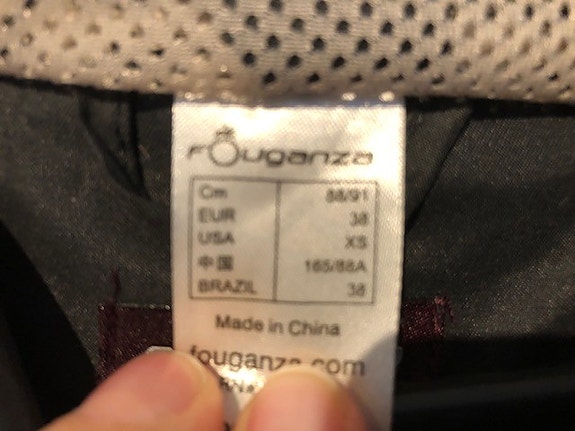 Fouganza
Cm 88/91
EUR 38
USA XS
中国 165/88A
BRAZIL 38
Made in China
fouganza.com